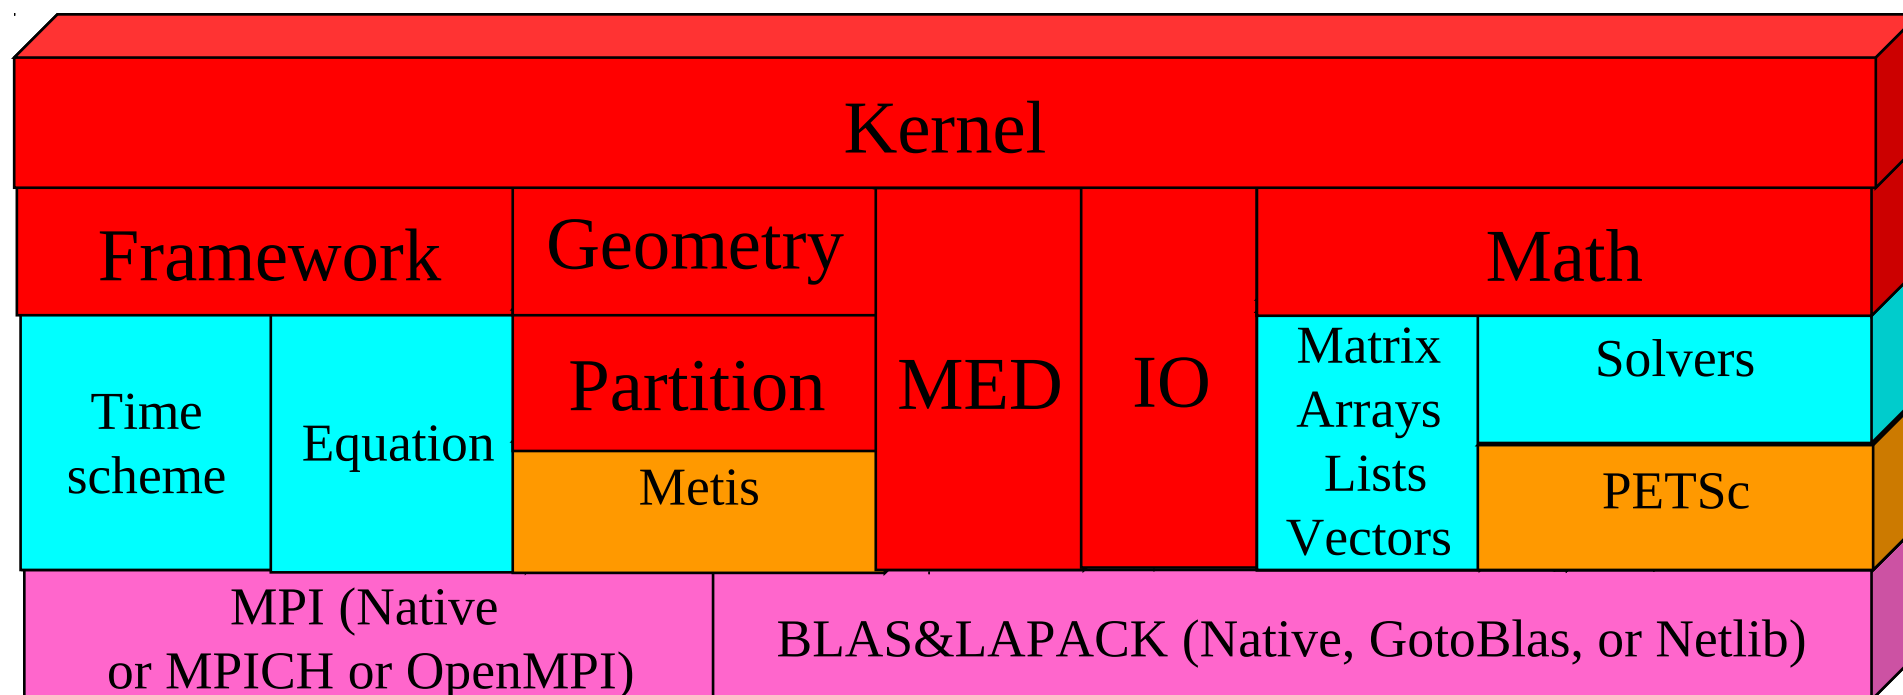 Kernel
Framework
Geometry
Math
Partition
MED
IO
Time
scheme
Equation
Metis
Matrix
Arrays
Lists
Vectors
Solvers
PETSc
MPI (Native
or MPICH or OpenMPI)
BLAS&LAPACK (Native, GotoBlas, or Netlib)